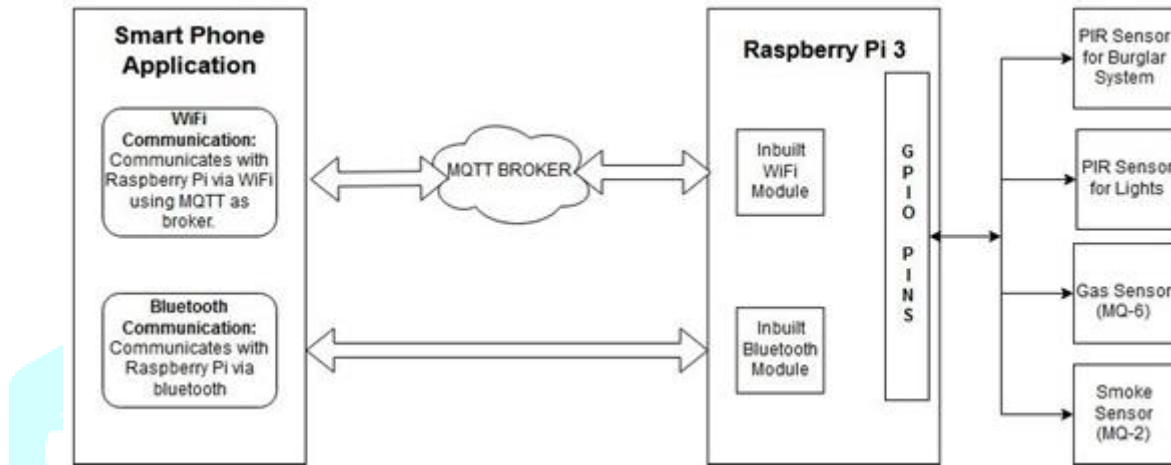 Smart Phone
Application
WiFi
Communication:
Communicates with
Raspberry Pi via WiFi
using MQTT as
broker.
Bluetooth
Communication:
Communicates with
Raspberry Pi via
bluetooth
MQTT BROKER
Raspberry Pi 3
Inbuilt
WiFi
Module
Inbuilt
Bluetooth
Module
GPIO PINS
PIR Sensor
for Burglar
System
PIR Sensor
for Lights
Gas Sensor
(MQ-6)
Smoke
Sensor
(MQ-2)